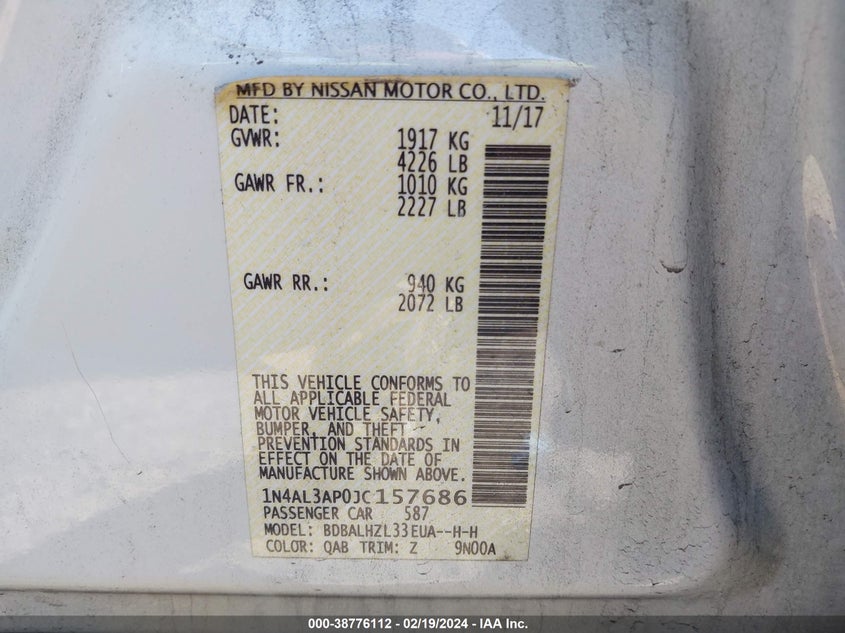 MFD BY NISSAN MOTOR CO., LTD.
DATE: 11/17
GVWR: 1917 KG
4226 LB
GAWR FR.: 1010 KG
2227 LB
GAWR RR.: 940 KG
2072 LB
THIS VEHICLE CONFORMS TO
ALL APPLICABLE FEDERAL
MOTOR VEHICLE SAFETY,
BUMPER, AND THEFT
PREVENTION STANDARDS IN
EFFECT ON THE DATE OF
MANUFACTURE SHOWN ABOVE.
1N4AL3AP0JC157686
PASSENGER CAR 587
MODEL: BDBALHZL33EUA--H-H
COLOR: QAB TRIM: Z 9N00A
000-38776112 - 02/19/2024 - IAA Inc.